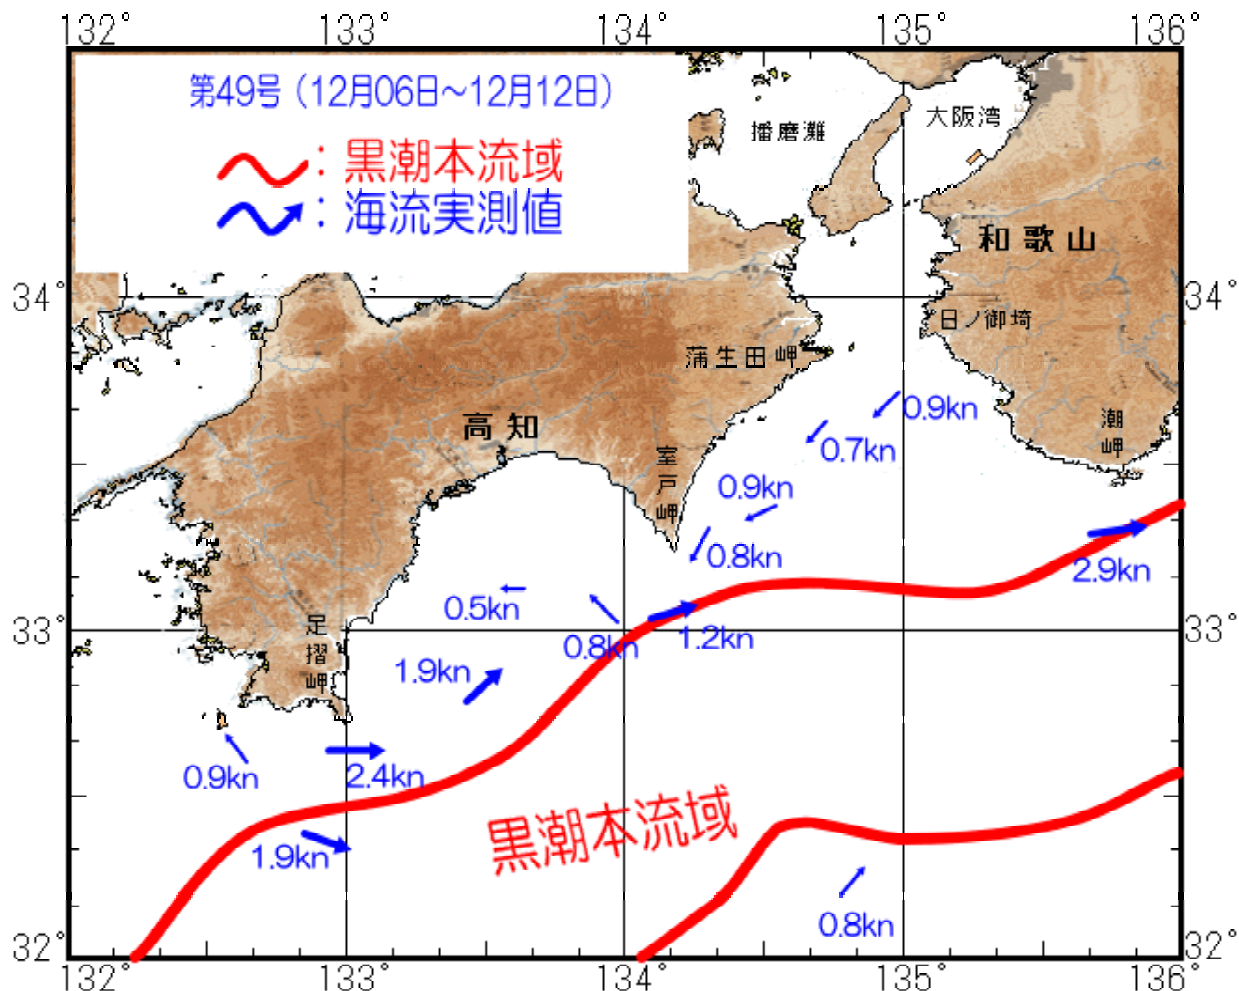 132° 133° 134° 135° 136°
第49号（12月06日～12月12日）
：黒潮本流域
：海流実測値
播磨灘
大阪湾
和歌山
34° 34°
日ノ御埼
蒲生田岬
0.9kn
高知
潮岬
0.7kn
室戸岬
0.9kn
0.8kn
2.9kn
0.5kn
33° 33°
足摺岬
0.8kn
1.2kn
1.9kn
0.9kn
2.4kn
黒潮本流域
1.9kn
0.8kn
32° 32°
132° 133° 134° 135° 136°